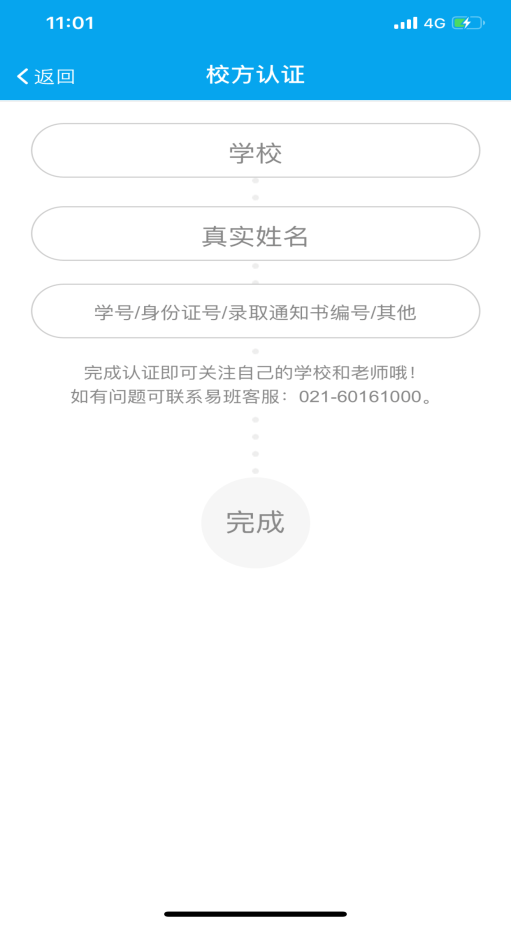 11:01
4G
返回
校方认证
学校
真实姓名
学号/身份证号/录取通知书编号/其他
完成认证即可关注自己的学校和老师哦！
如有问题可联系易班客服：021-60161000。
完成